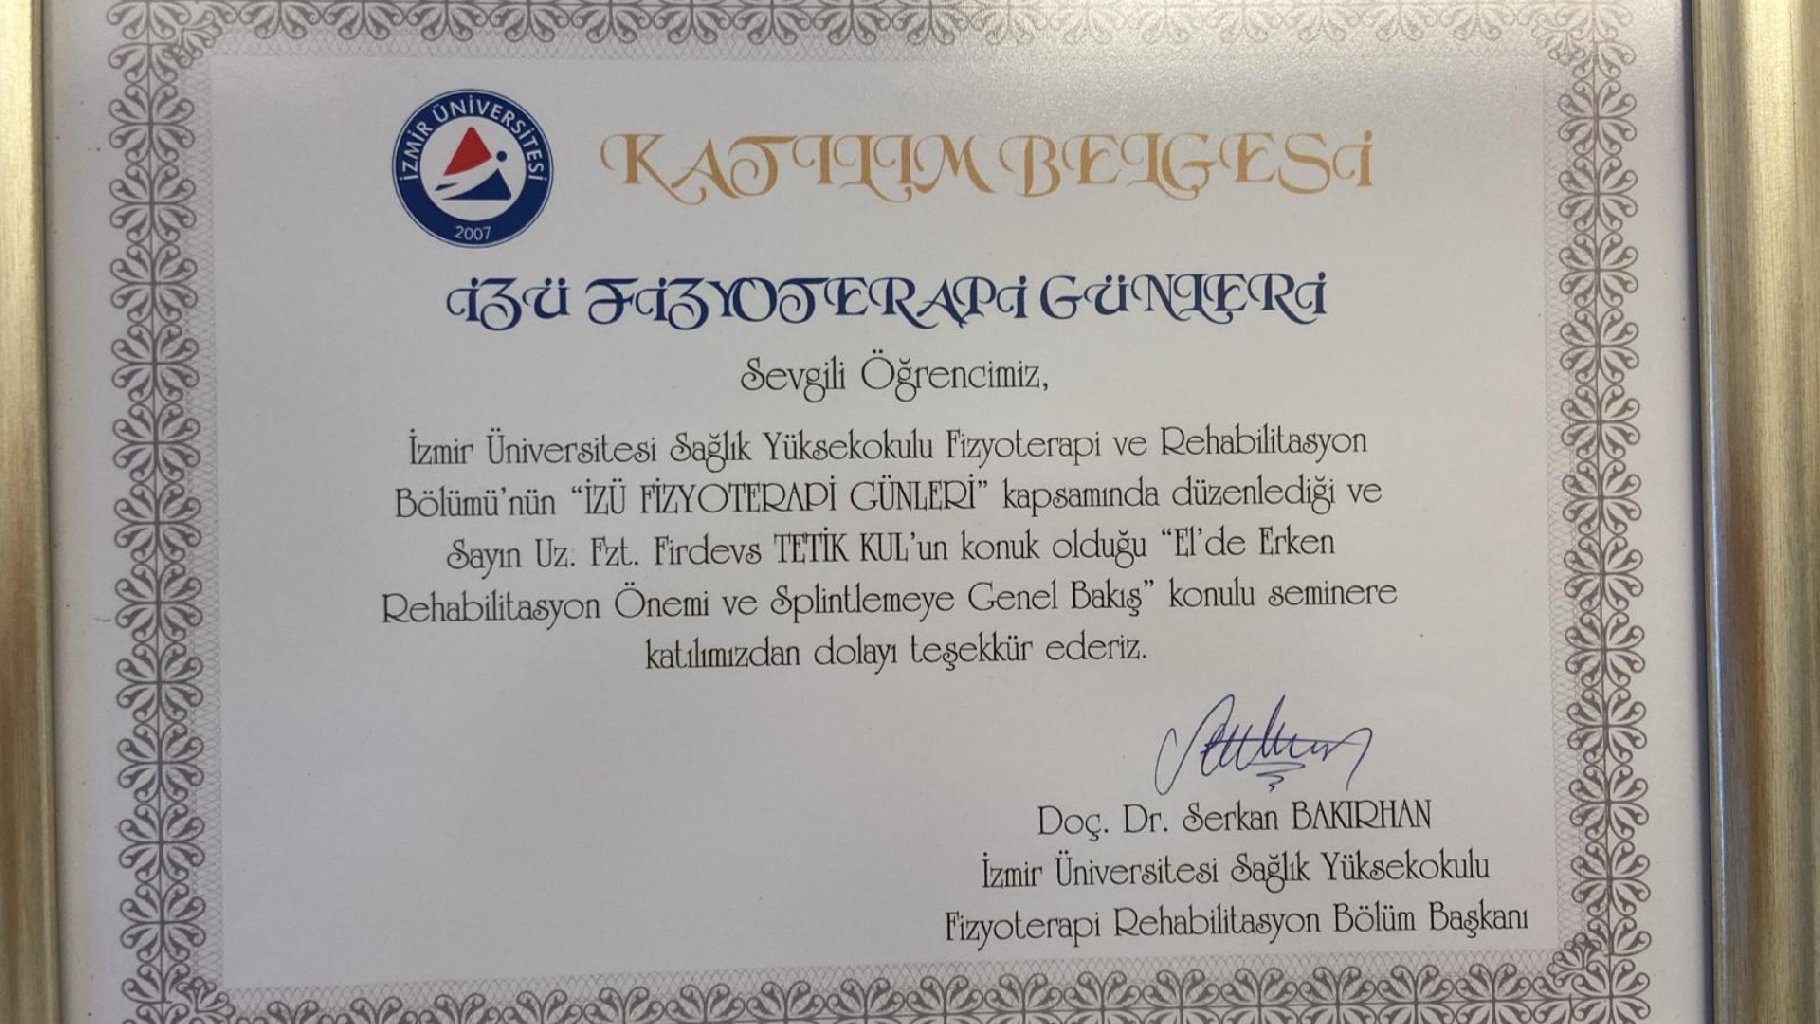 İZMİR ÜNİVERSİTESİ
2007
KATILIM BELGESİ
İZÜ FİZYOTERAPİ GÜNLERİ
Sevgili Öğrencimiz,
İzmir Üniversitesi Sağlık Yüksekokulu Fizyoterapi ve Rehabilitasyon
Bölümü'nün “İZÜ FİZYOTERAPİ GÜNLERİ” kapsamında düzenlediği ve
Sayın Uz. Fzt. Firdevs TETİK KUL'un konuk olduğu “El'de Erken
Rehabilitasyon Önemi ve Splintlemeye Genel Bakış” konulu seminere
katılımızdan dolayı teşekkür ederiz.
Doç. Dr. Serkan BAKIRHAN
İzmir Üniversitesi Sağlık Yüksekokulu
Fizyoterapi Rehabilitasyon Bölüm Başkanı